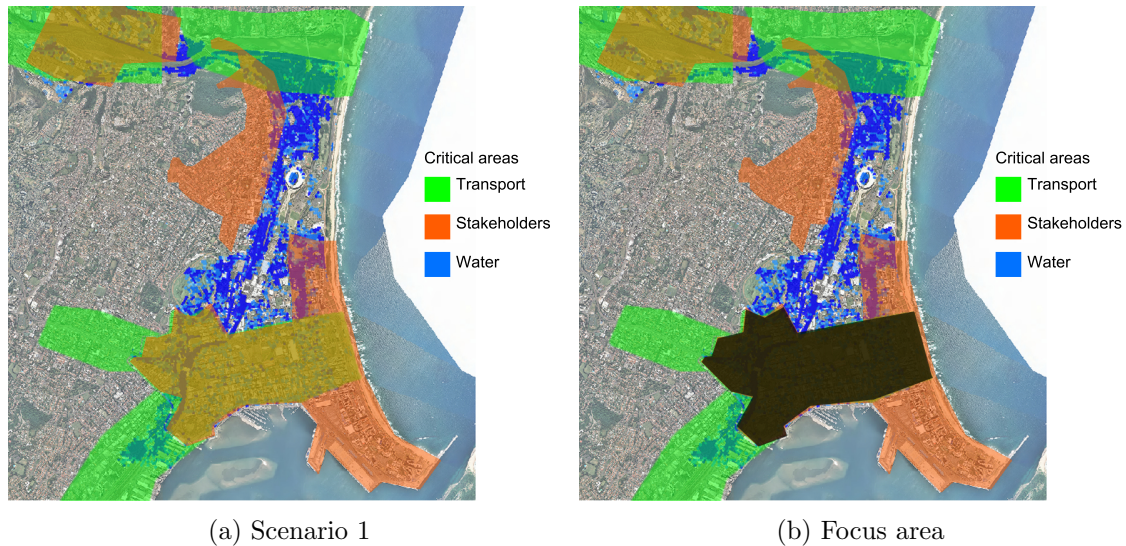 Critical areas
Transport
Stakeholders
Water
Critical areas
Transport
Stakeholders
Water
(a) Scenario 1
(b) Focus area